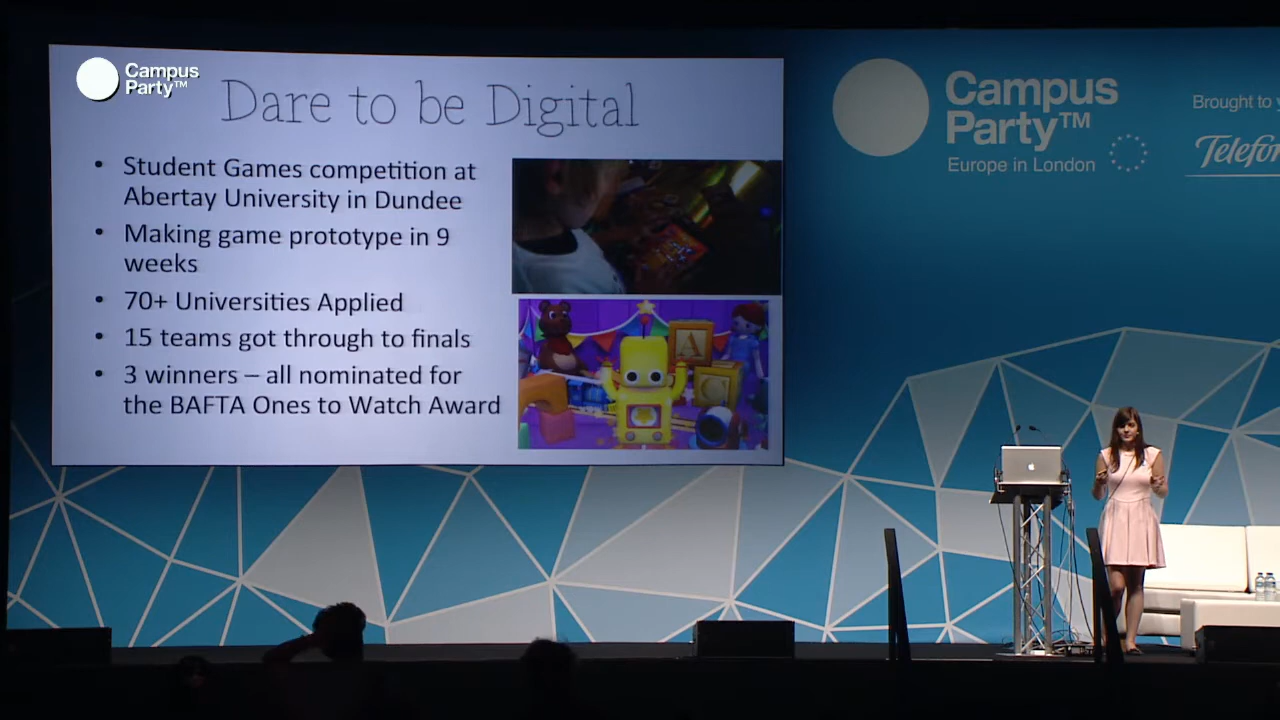 Campus
Party™
Dare to be Digital
• Student Games competition at
Abertay University in Dundee
• Making game prototype in 9
weeks
• 70+ Universities Applied
• 15 teams got through to finals
• 3 winners – all nominated for
the BAFTA Ones to Watch Award
A
Campus
Party™
Europe in London
Brought to